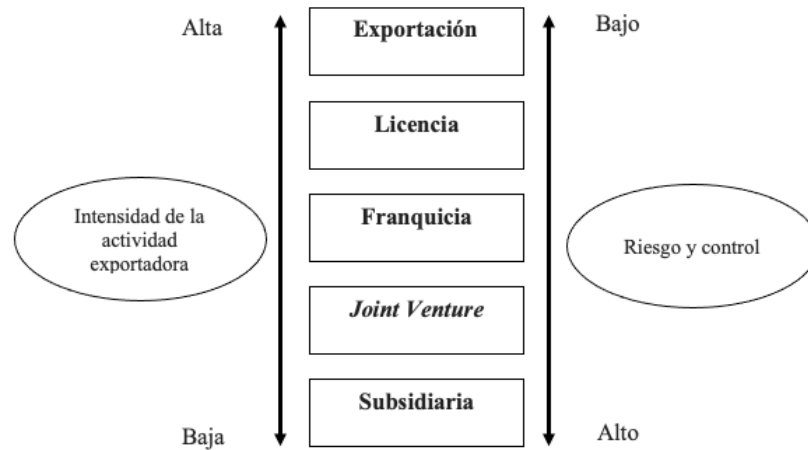 Alta
Exportación
Bajo
Licencia
Intensidad de la
actividad
exportadora
Franquicia
Riesgo y control
Joint Venture
Subsidiaria
Baja
Alto